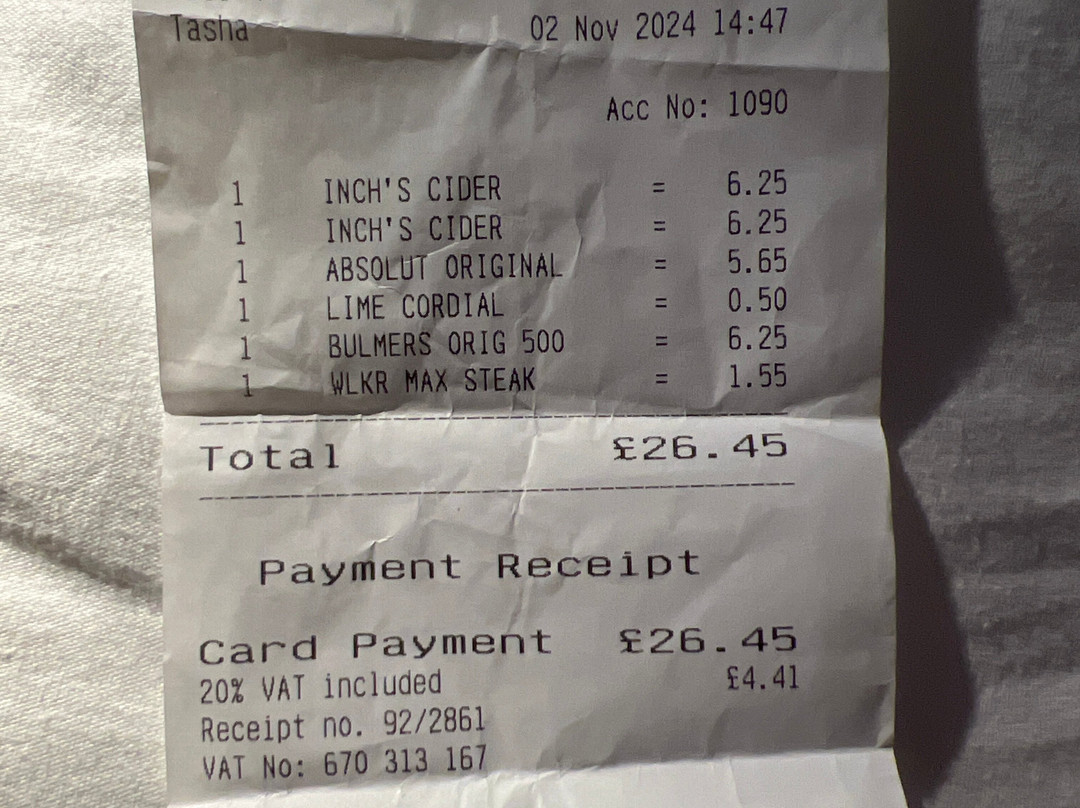 Tasha 02 Nov 2024 14:47
Acc No: 1090
1 INCH'S CIDER = 6.25
1 INCH'S CIDER = 6.25
1 ABSOLUT ORIGINAL = 5.65
1 LIME CORDIAL = 0.50
1 BULMERS ORIG 500 = 6.25
1 WLKR MAX STEAK = 1.55
Total £26.45
Payment Receipt
Card Payment £26.45
20% VAT included £4.41
Receipt no. 92/2861
VAT No: 670 313 167